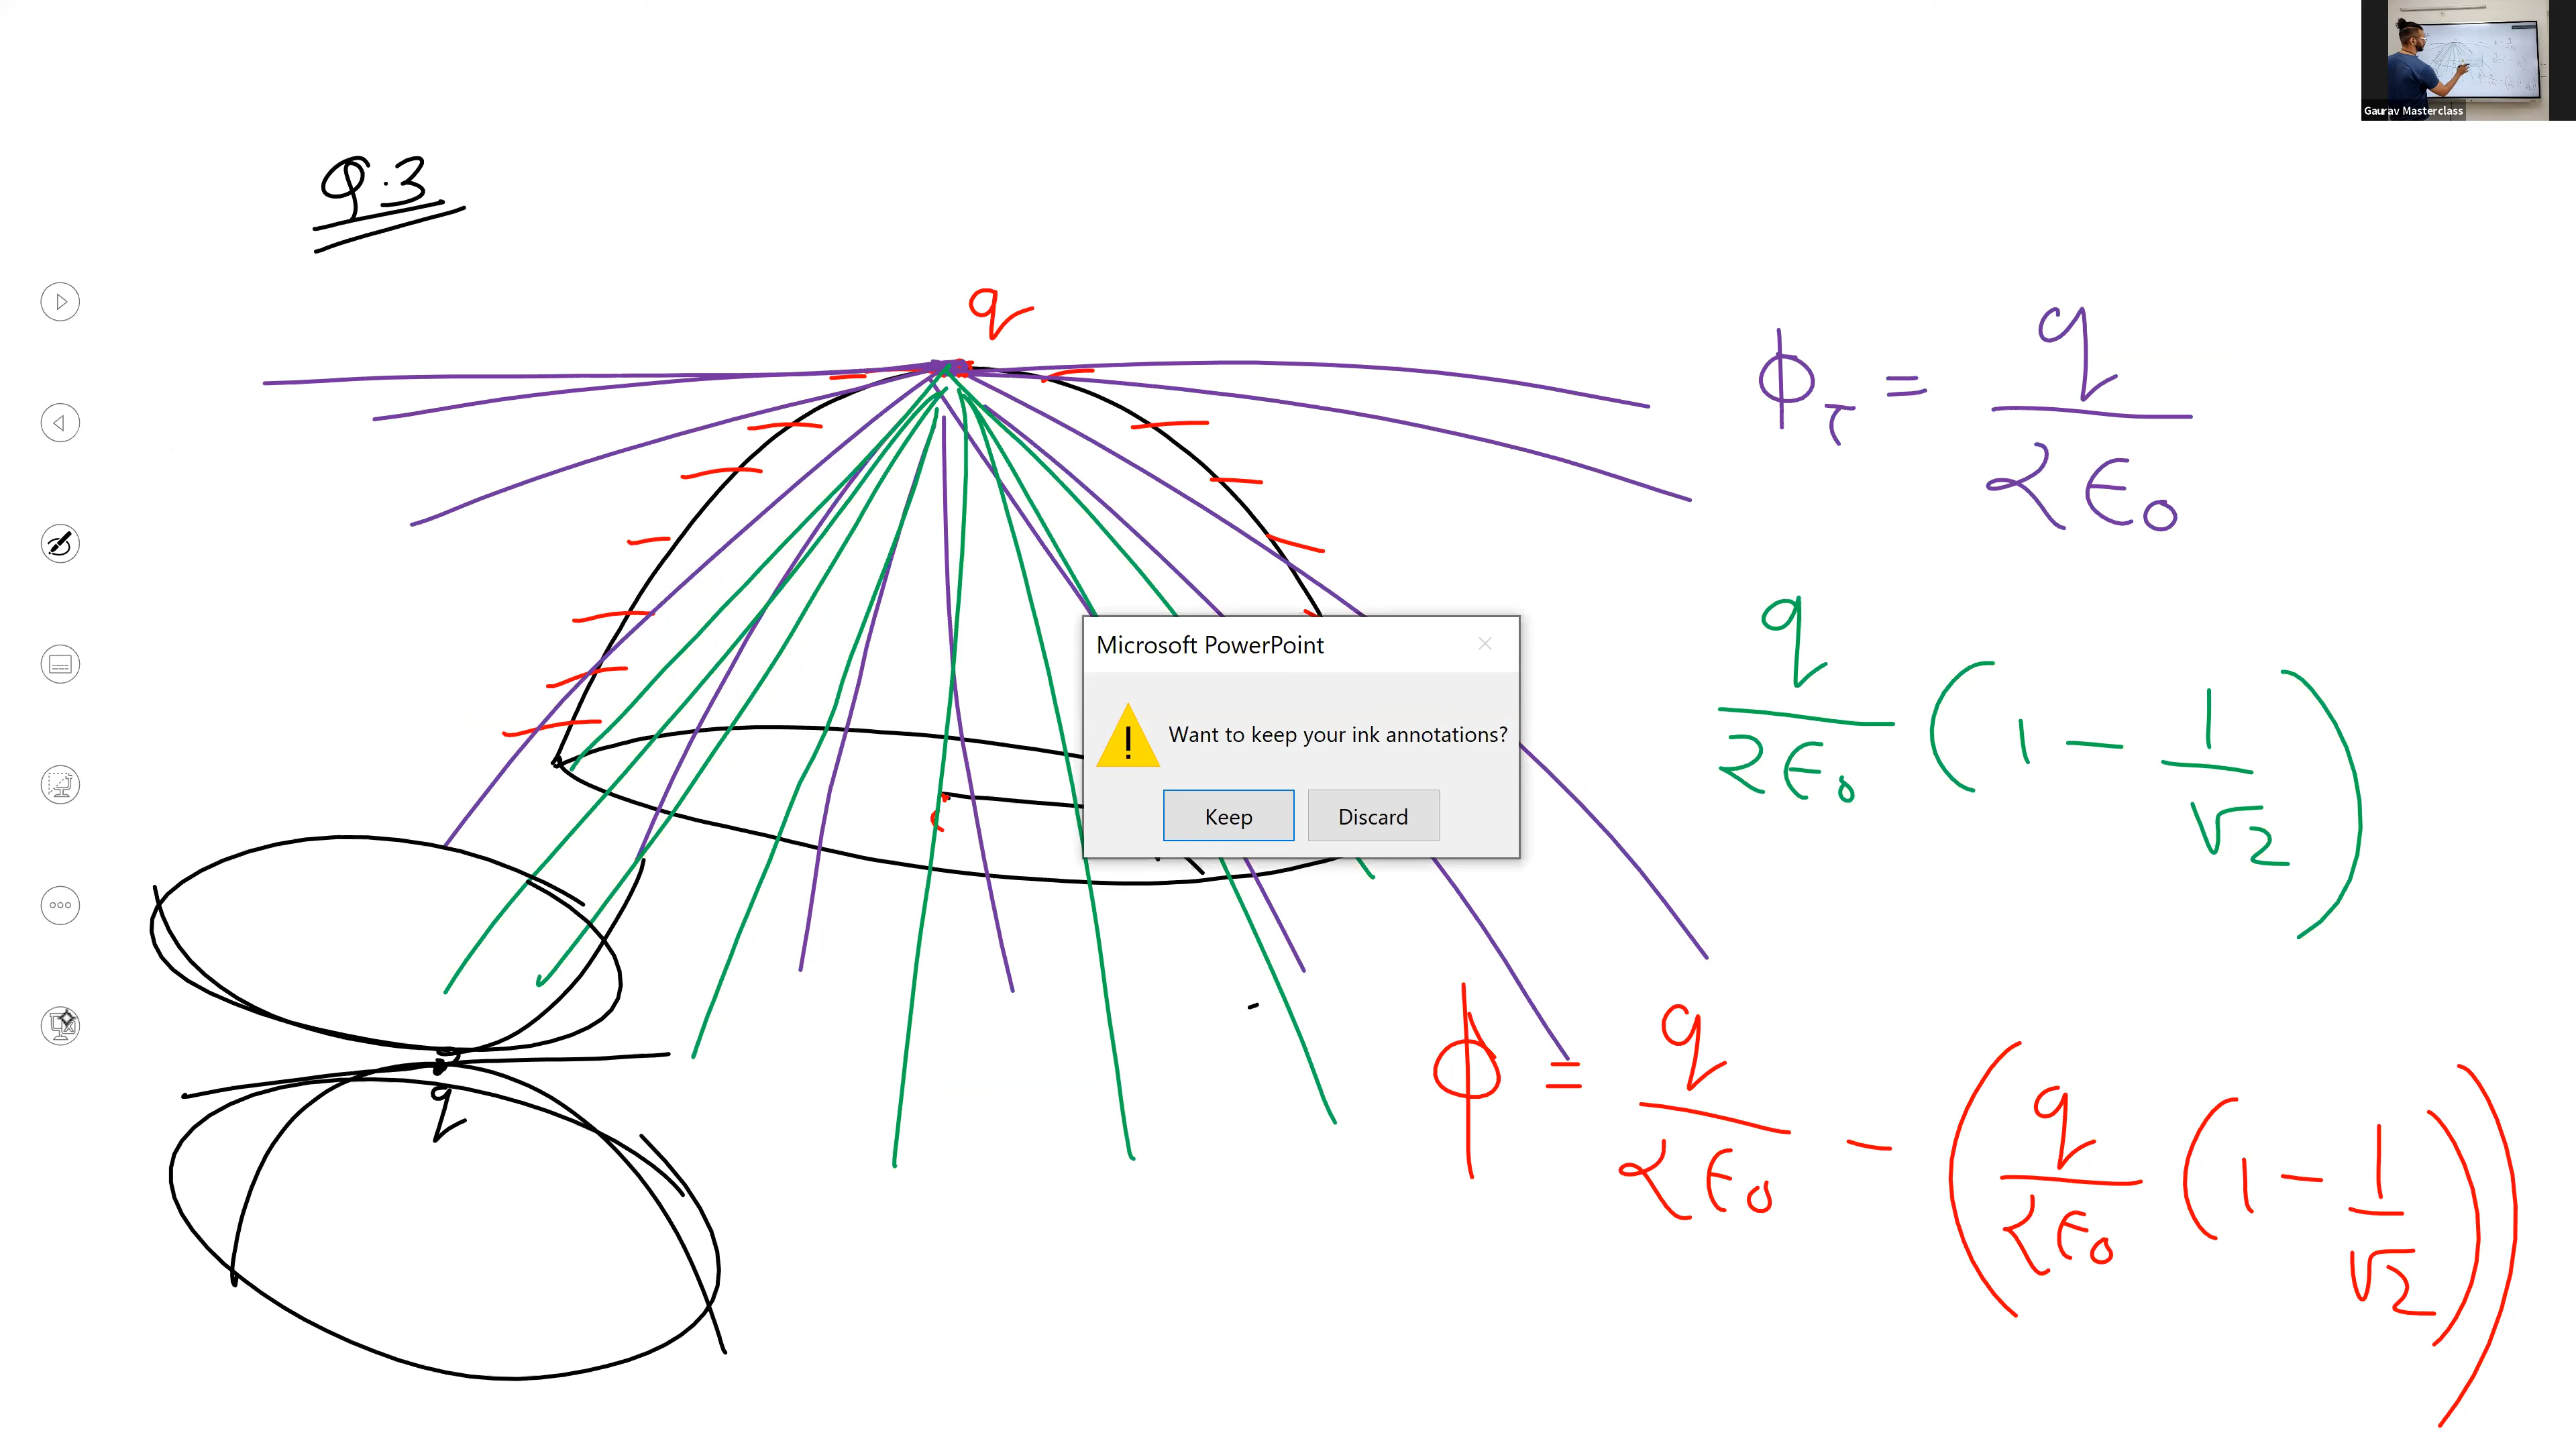 Gaurav Masterclass
Q.3
q
ϕ_T = q / 2ϵ₀
q / 2ϵ₀ (1 − 1/√2)
Microsoft PowerPoint
Want to keep your ink annotations?
Keep Discard
q
ϕ = q / 2ϵ₀ − (q / 2ϵ₀ (1 − 1/√2))